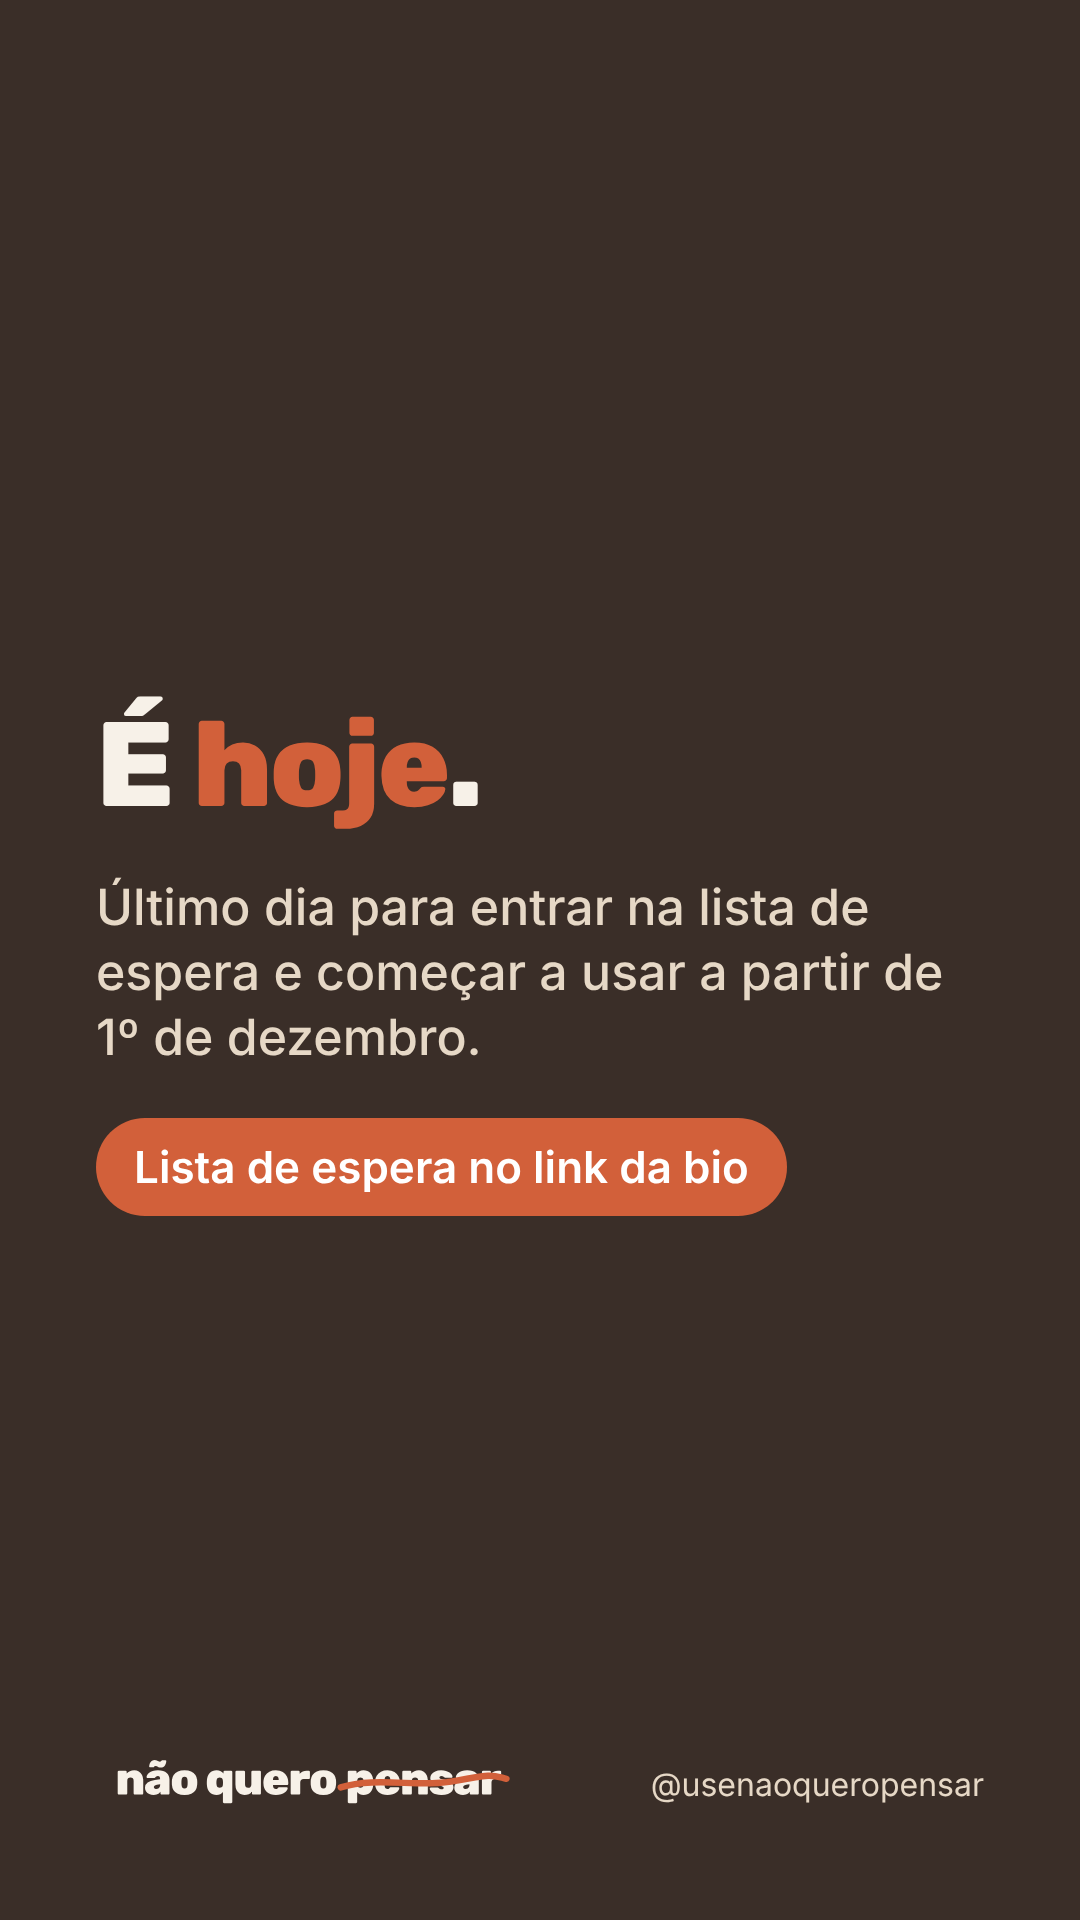 É hoje.
Último dia para entrar na lista de
espera e começar a usar a partir de
1º de dezembro.
Lista de espera no link da bio
não quero pensar
@usenaoqueropensar